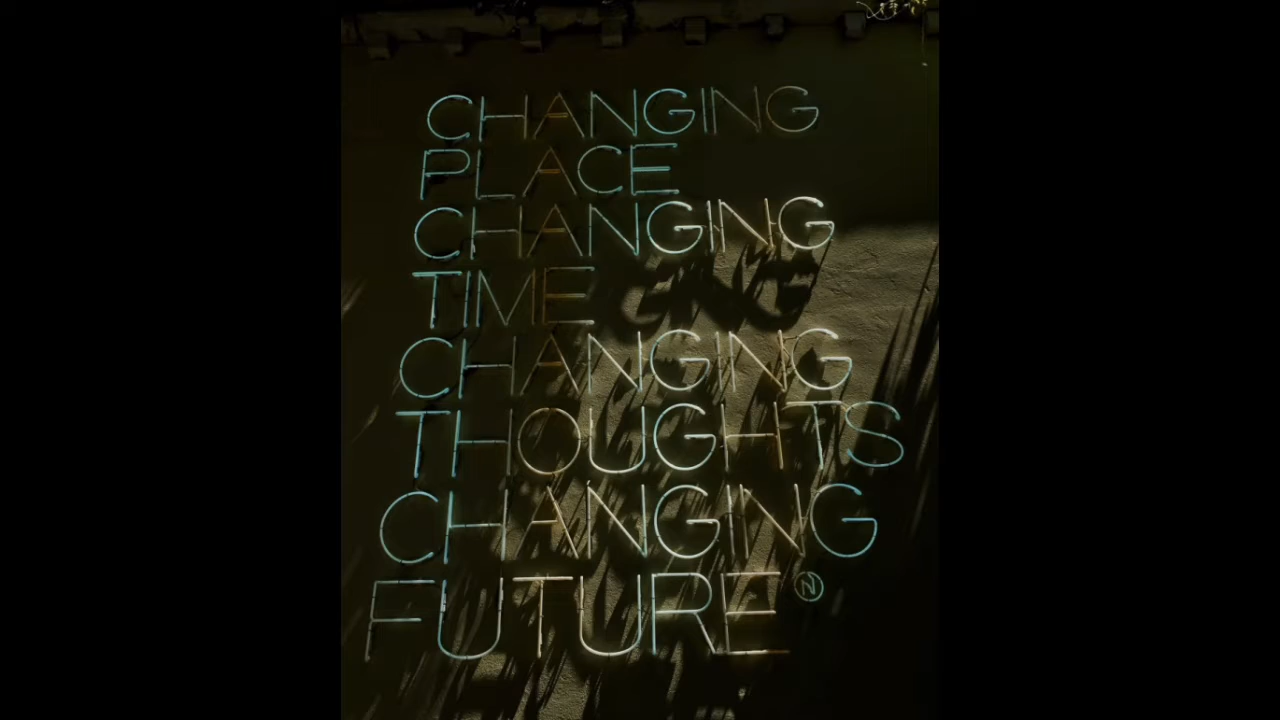 CHANGING
PLACE
CHANGING
TIME
CHANGING
THOUGHTS
CHANGING
FUTURE Ⓝ